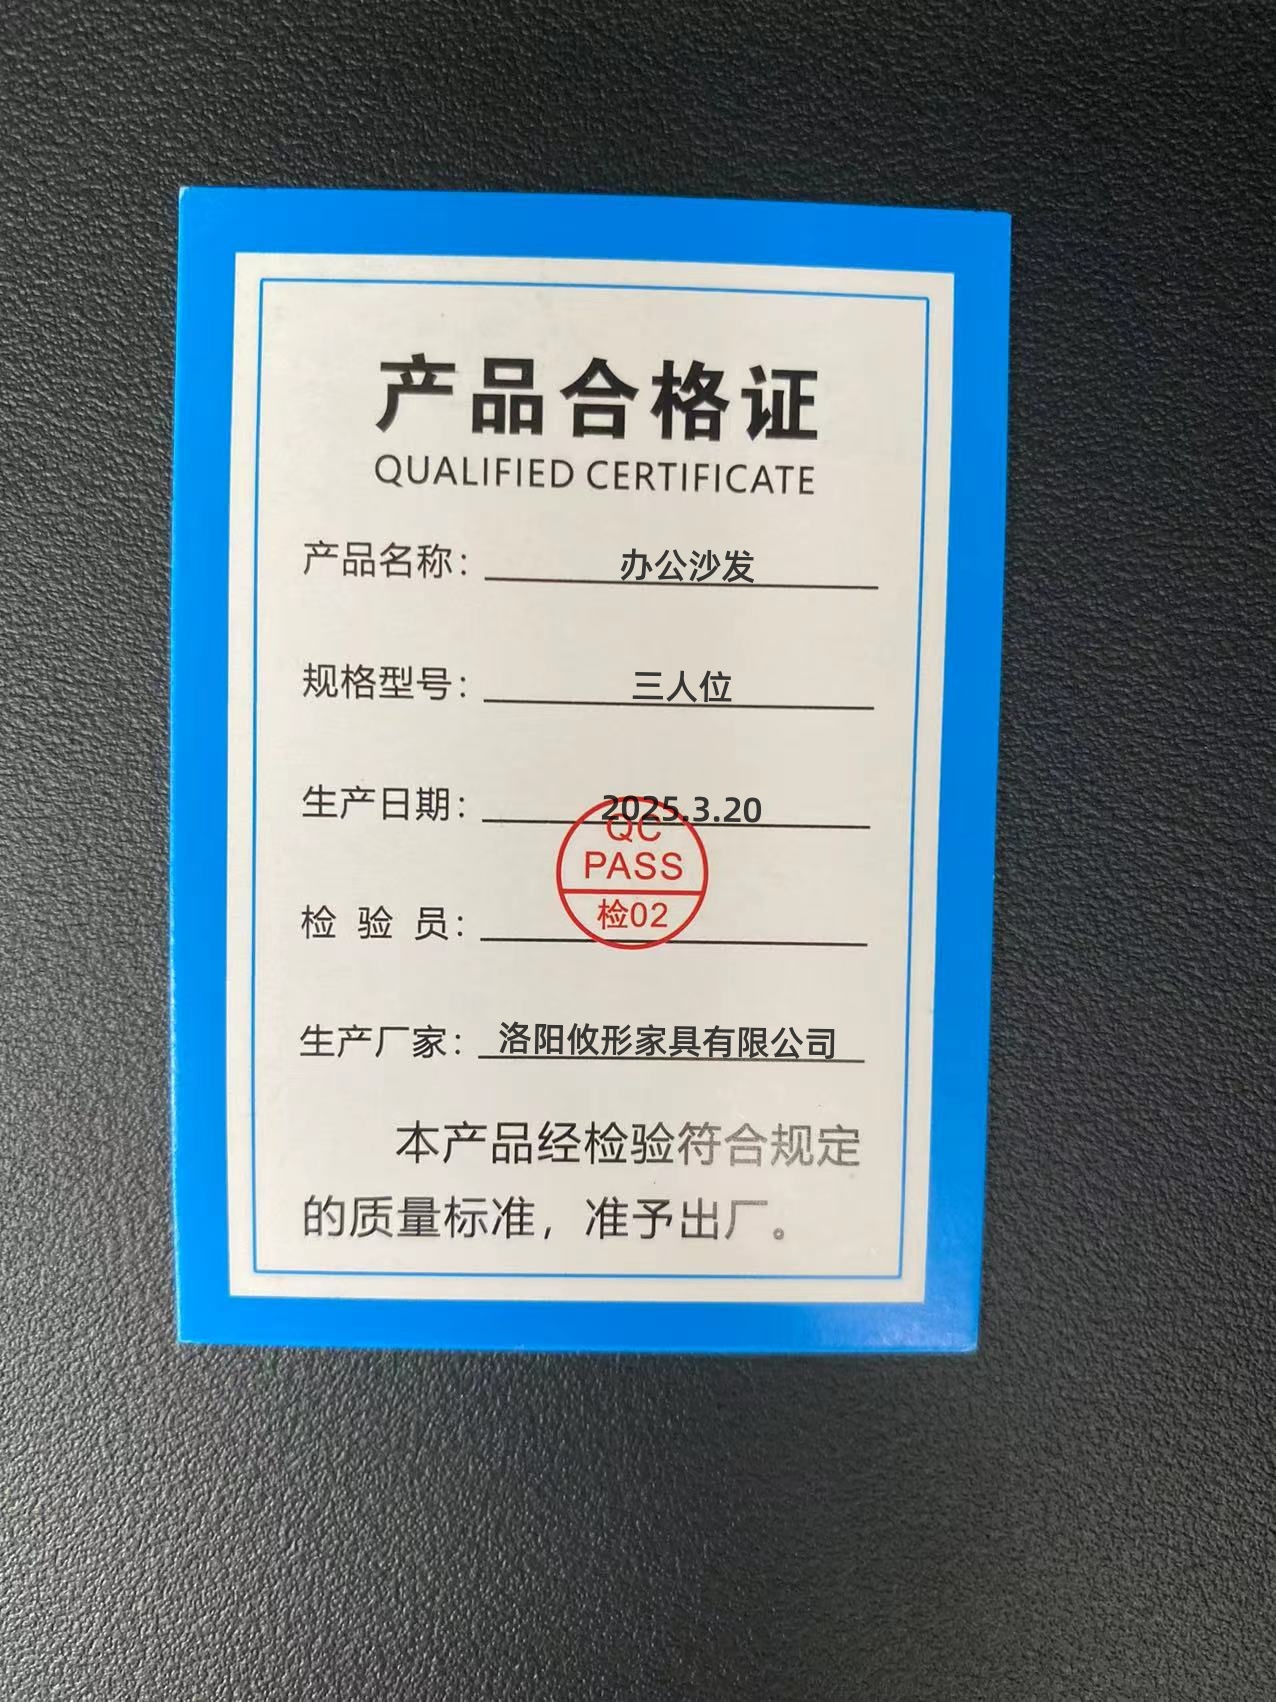 产品合格证
QUALIFIED CERTIFICATE
产品名称：办公沙发
规格型号：三人位
生产日期：2025.3.20
QC
PASS
检02
检验员：
生产厂家：洛阳攸形家具有限公司
本产品经检验符合规定
的质量标准，准予出厂。